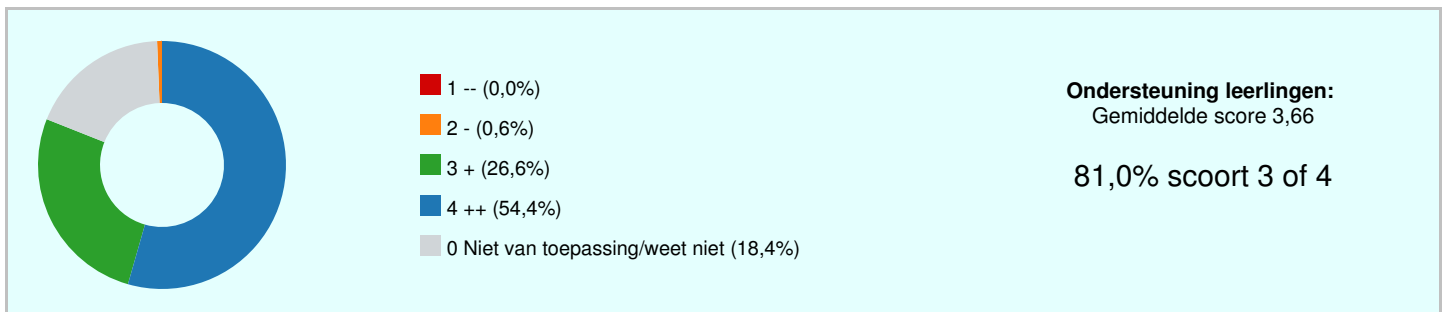 1 -- (0,0%)
2 - (0,6%)
3 + (26,6%)
4 ++ (54,4%)
0 Niet van toepassing/weet niet (18,4%)
Ondersteuning leerlingen:
Gemiddelde score 3,66
81,0% scoort 3 of 4